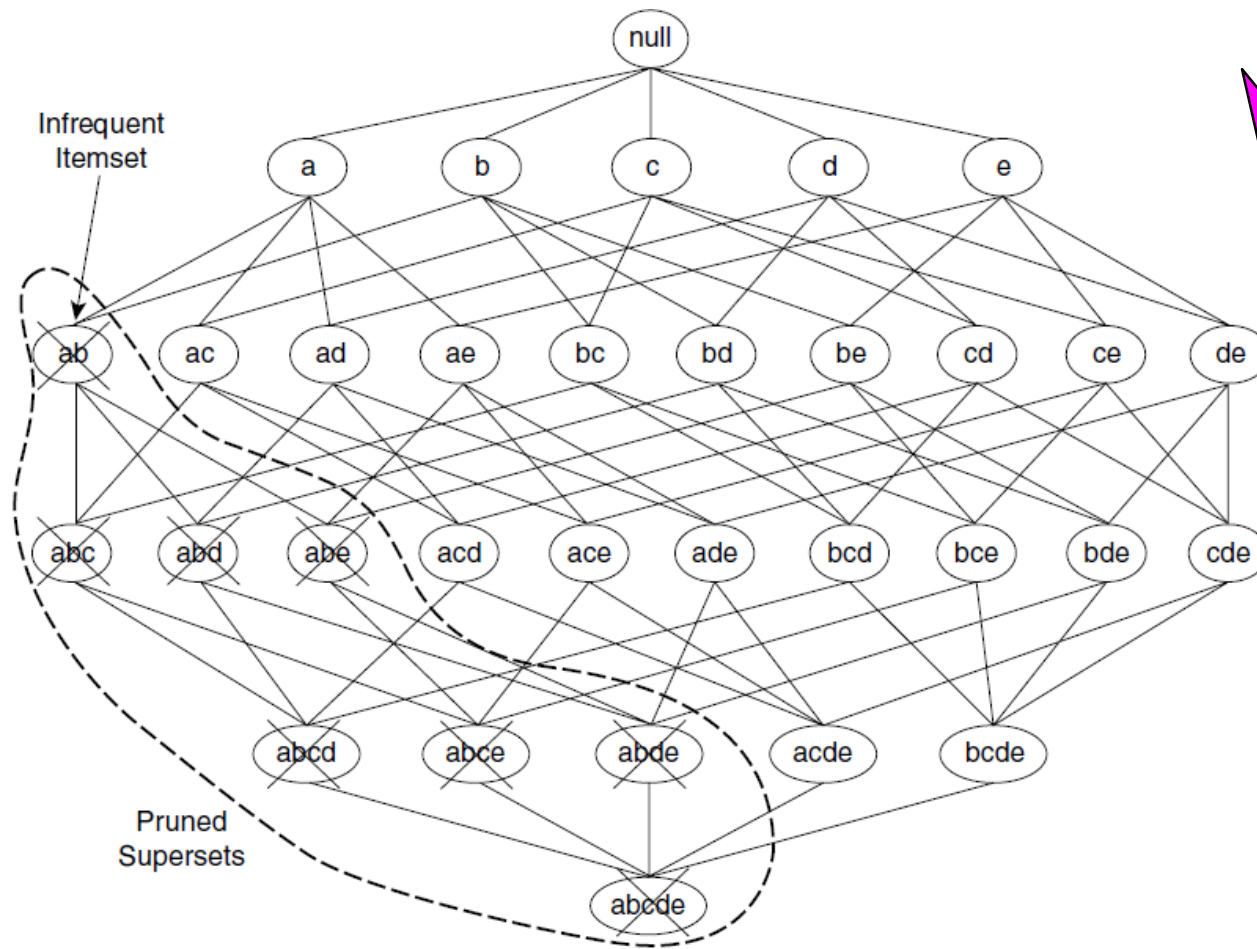 null
Infrequent
Itemset
a b c d e
ab ac ad ae bc bd be cd ce de
abc abd abe acd ace ade bcd bce bde cde
abcd abce abde acde bcde
Pruned
Supersets
abcde